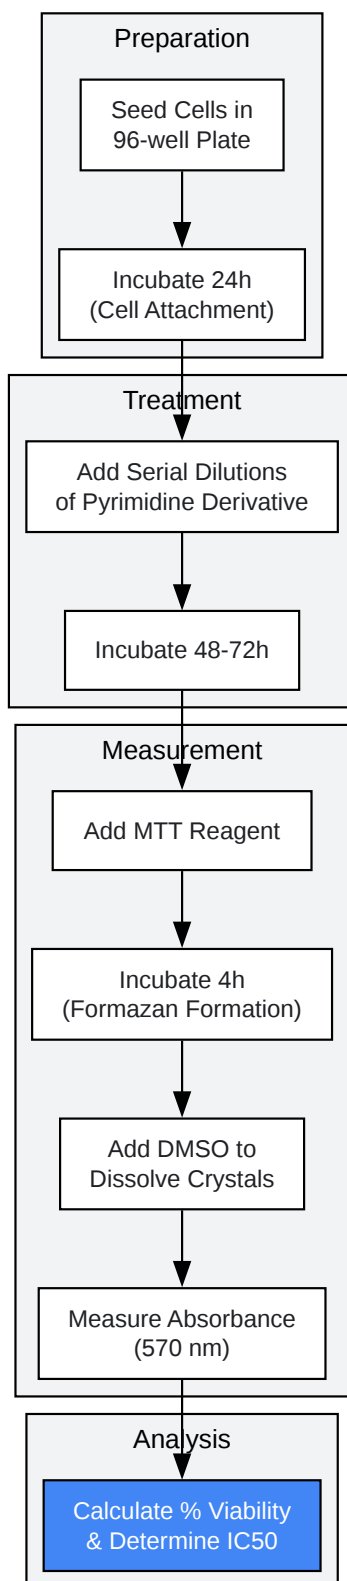 Preparation
Seed Cells in
96-well Plate
Incubate 24h
(Cell Attachment)
Treatment
Add Serial Dilutions
of Pyrimidine Derivative
Incubate 48-72h
Measurement
Add MTT Reagent
Incubate 4h
(Formazan Formation)
Add DMSO to
Dissolve Crystals
Measure Absorbance
(570 nm)
Analysis
Calculate % Viability
& Determine IC50